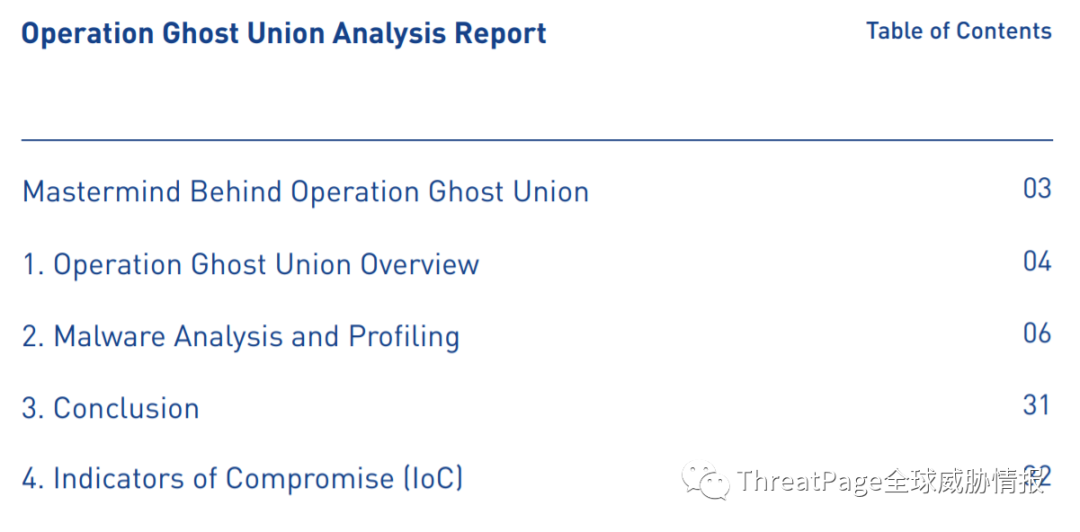 Operation Ghost Union Analysis Report
Table of Contents
Mastermind Behind Operation Ghost Union 03
1. Operation Ghost Union Overview 04
2. Malware Analysis and Profiling 06
3. Conclusion 31
4. Indicators of Compromise (IoC)
ThreatPage全球威胁情报